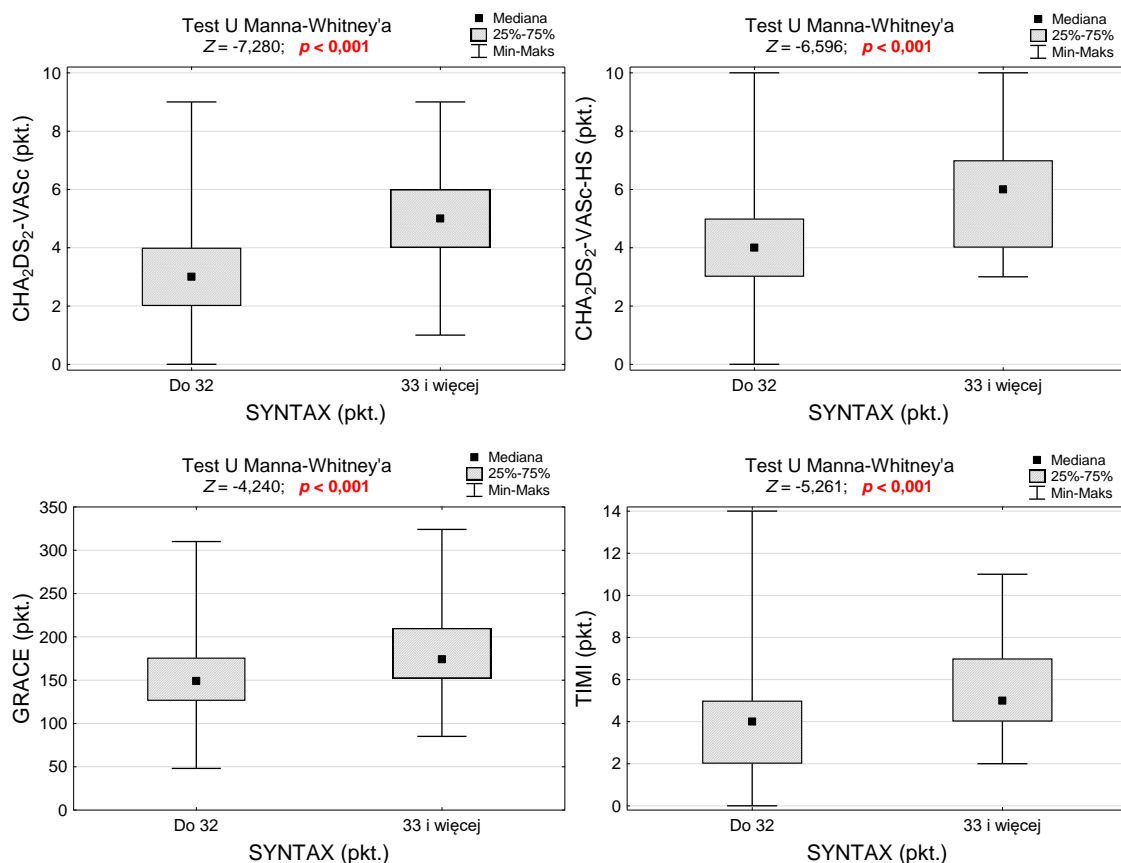 Test U Manna-Whitney'a
Z = -7,280; p < 0,001
Mediana
25%-75%
Min-Maks
CHA₂DS₂-VASc (pkt.)
10
8
6
4
2
0
Do 32
33 i więcej
SYNTAX (pkt.)
Test U Manna-Whitney'a
Z = -6,596; p < 0,001
Mediana
25%-75%
Min-Maks
CHA₂DS₂-VASc-HS (pkt.)
10
8
6
4
2
0
Do 32
33 i więcej
SYNTAX (pkt.)
Test U Manna-Whitney'a
Z = -4,240; p < 0,001
Mediana
25%-75%
Min-Maks
GRACE (pkt.)
350
300
250
200
150
100
50
0
Do 32
33 i więcej
SYNTAX (pkt.)
Test U Manna-Whitney'a
Z = -5,261; p < 0,001
Mediana
25%-75%
Min-Maks
TIMI (pkt.)
14
12
10
8
6
4
2
0
Do 32
33 i więcej
SYNTAX (pkt.)